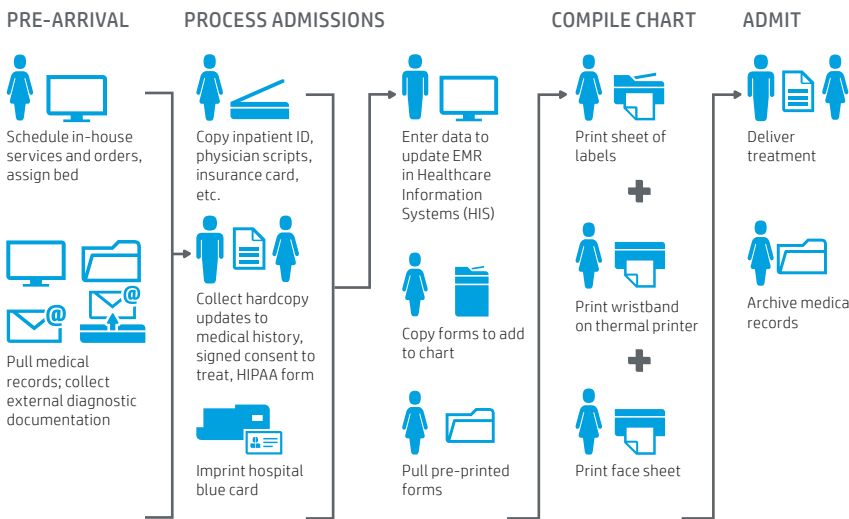 PRE-ARRIVAL
Schedule in-house
services and orders,
assign bed
@
@
Pull medical
records; collect
external diagnostic
documentation
PROCESS ADMISSIONS
Copy inpatient ID,
physician scripts,
insurance card,
etc.
Collect hardcopy
updates to
medical history,
signed consent to
treat, HIPAA form
Imprint hospital
blue card
Enter data to
update EMR
in Healthcare
Information
Systems (HIS)
Copy forms to add
to chart
Pull pre-printed
forms
COMPILE CHART
Print sheet of
labels
+
Print wristband
on thermal printer
+
Print face sheet
ADMIT
Deliver
treatment
Archive medica
records